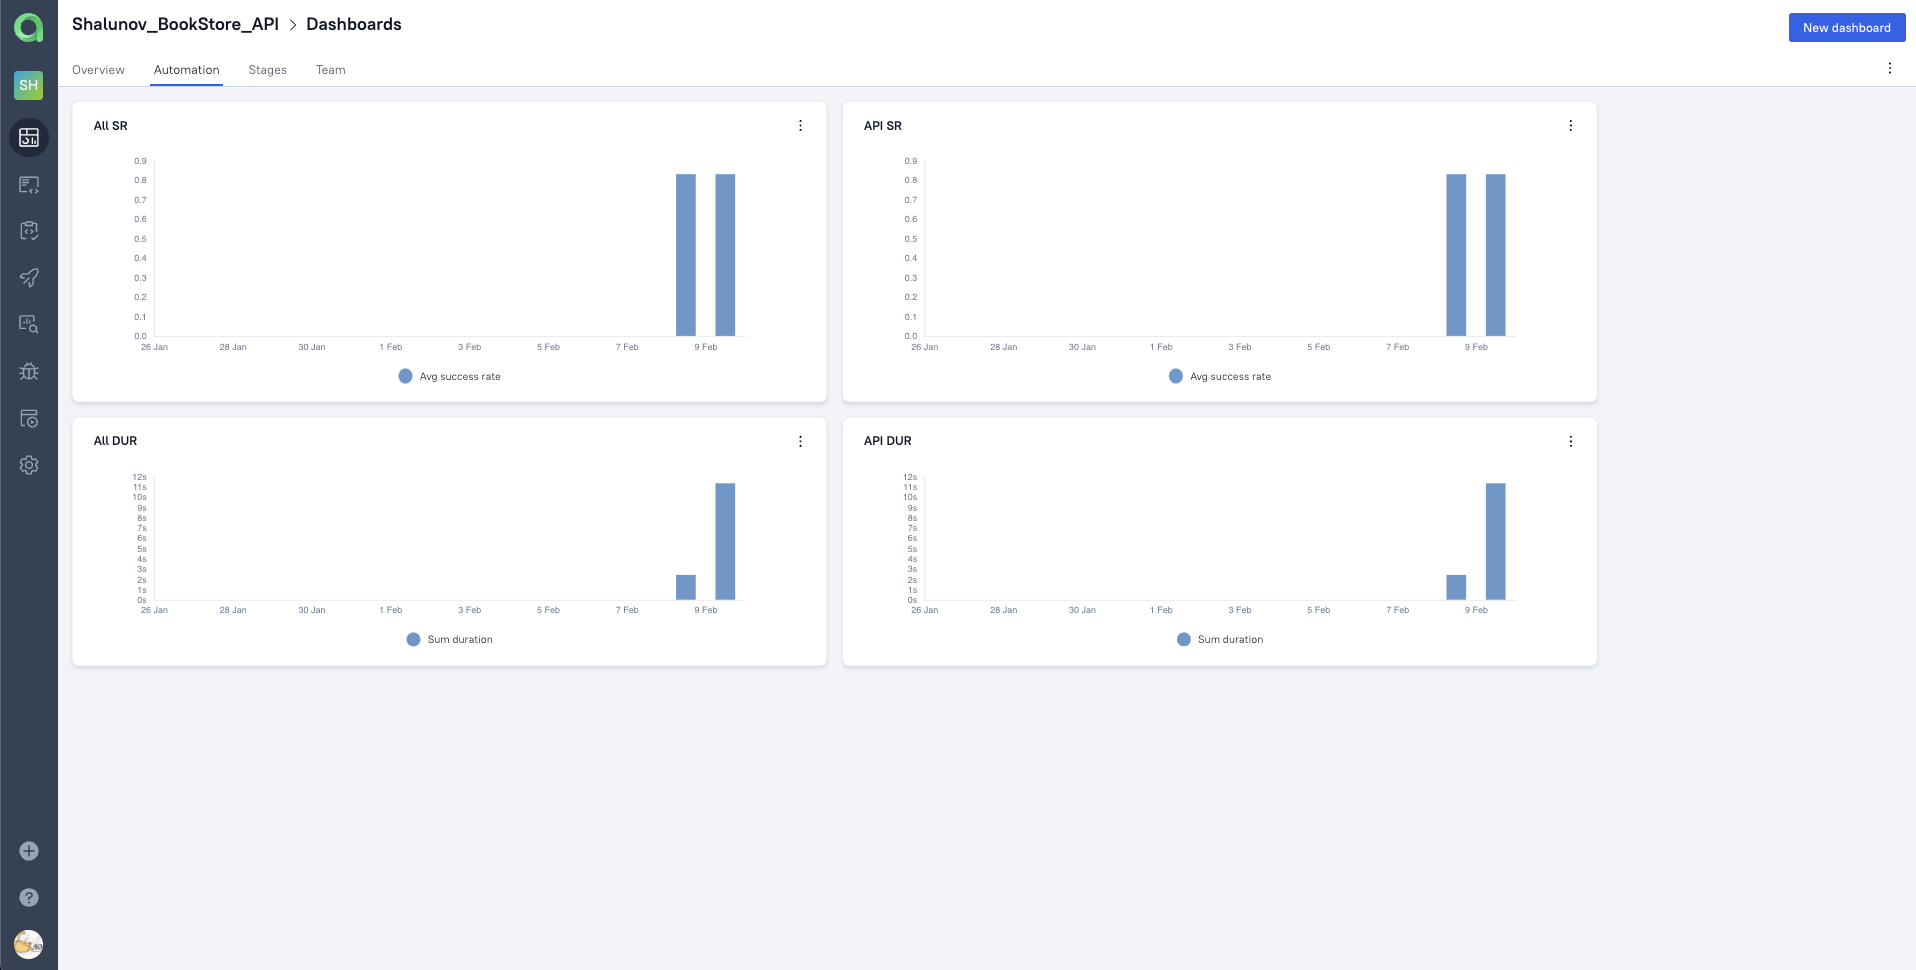 Shalunov_BookStore_API > Dashboards
New dashboard
Overview Automation Stages Team
SH
All SR
0.9
0.8
0.7
0.6
0.5
0.4
0.3
0.2
0.1
0.0
26 Jan 28 Jan 30 Jan 1 Feb 3 Feb 5 Feb 7 Feb 9 Feb
Avg success rate
API SR
0.9
0.8
0.7
0.6
0.5
0.4
0.3
0.2
0.1
0.0
26 Jan 28 Jan 30 Jan 1 Feb 3 Feb 5 Feb 7 Feb 9 Feb
Avg success rate
All DUR
12s
11s
10s
9s
8s
7s
6s
5s
4s
3s
2s
1s
0s
26 Jan 28 Jan 30 Jan 1 Feb 3 Feb 5 Feb 7 Feb 9 Feb
Sum duration
API DUR
12s
11s
10s
9s
8s
7s
6s
5s
4s
3s
2s
1s
0s
26 Jan 28 Jan 30 Jan 1 Feb 3 Feb 5 Feb 7 Feb 9 Feb
Sum duration